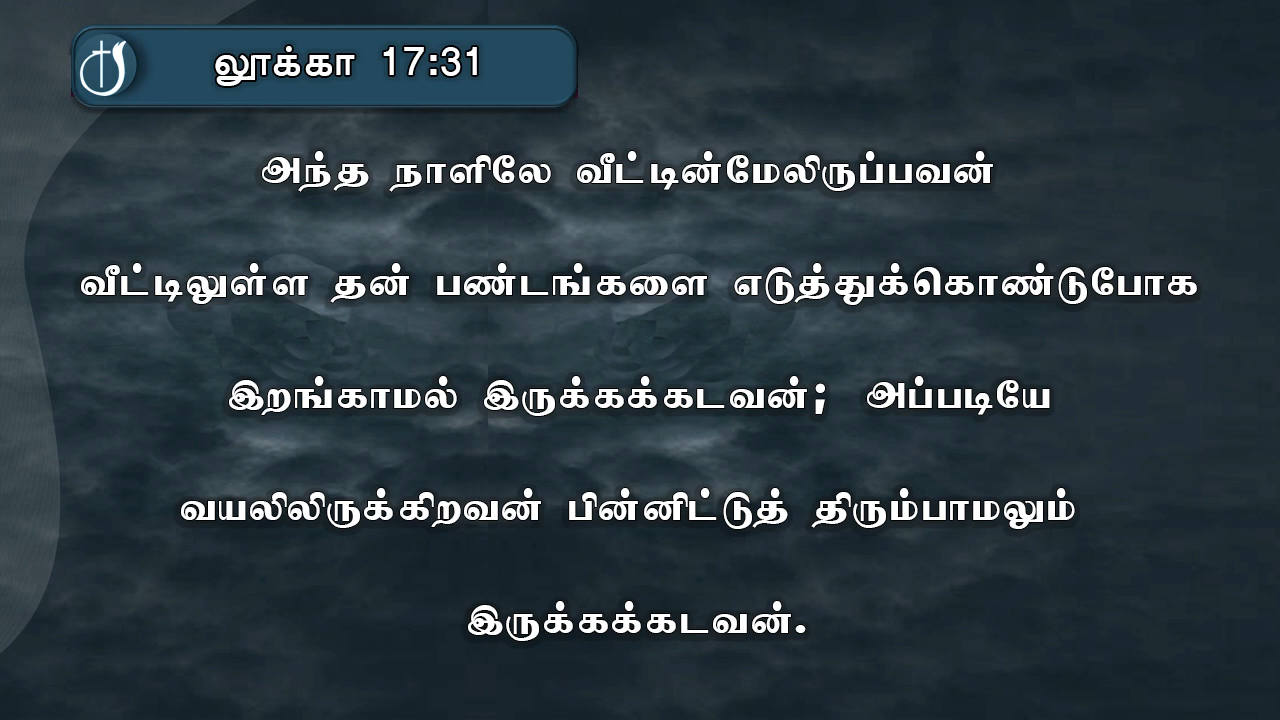 லூக்கா 17:31
அந்த நாளிலே வீட்டின்மேலிருப்பவன்
வீட்டிலுள்ள தன் பண்டங்களை எடுத்துக்கொண்டுபோக
இறங்காமல் இருக்கக்கடவன்; அப்படியே
வயலிலிருக்கிறவன் பின்னிட்டுத் திரும்பாமலும்
இருக்கக்கடவன்.